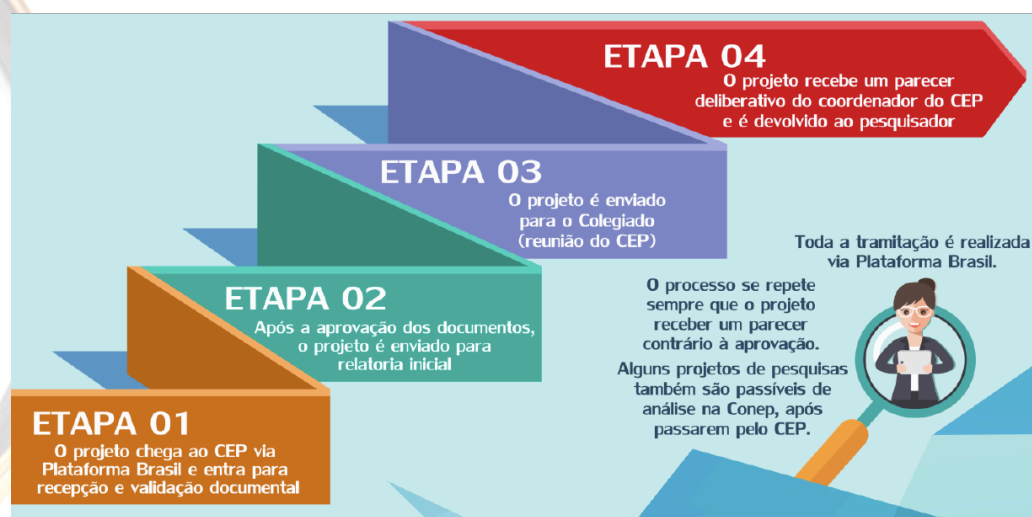 ETAPA 04
O projeto recebe um parecer
deliberativo do coordenador do CEP
e é devolvido ao pesquisador
ETAPA 03
O projeto é enviado
para o Colegiado
(reunião do CEP)
ETAPA 02
Após a aprovação dos documentos,
o projeto é enviado para
relatoria inicial
ETAPA 01
O projeto chega ao CEP via
Plataforma Brasil e entra para
recepção e validação documental
Toda a tramitação é realizada
via Plataforma Brasil.
O processo se repete
sempre que o projeto
receber um parecer
contrário à aprovação.
Alguns projetos de pesquisas
também são passíveis de
análise na Conep, após
passarem pelo CEP.